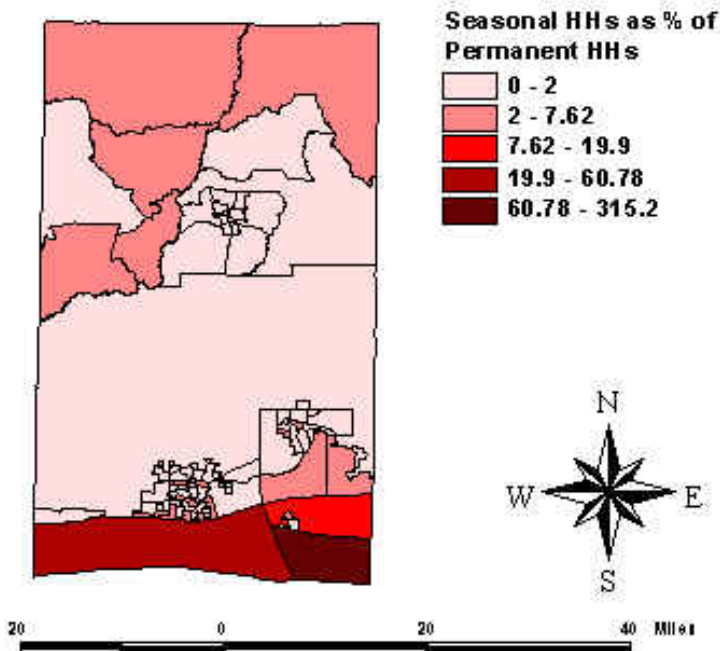 Seasonal HHs as % of
Permanent HHs
0 - 2
2 - 7.62
7.62 - 19.9
19.9 - 60.78
60.78 - 315.2
N
W E
S
20 0 20 40 Miles